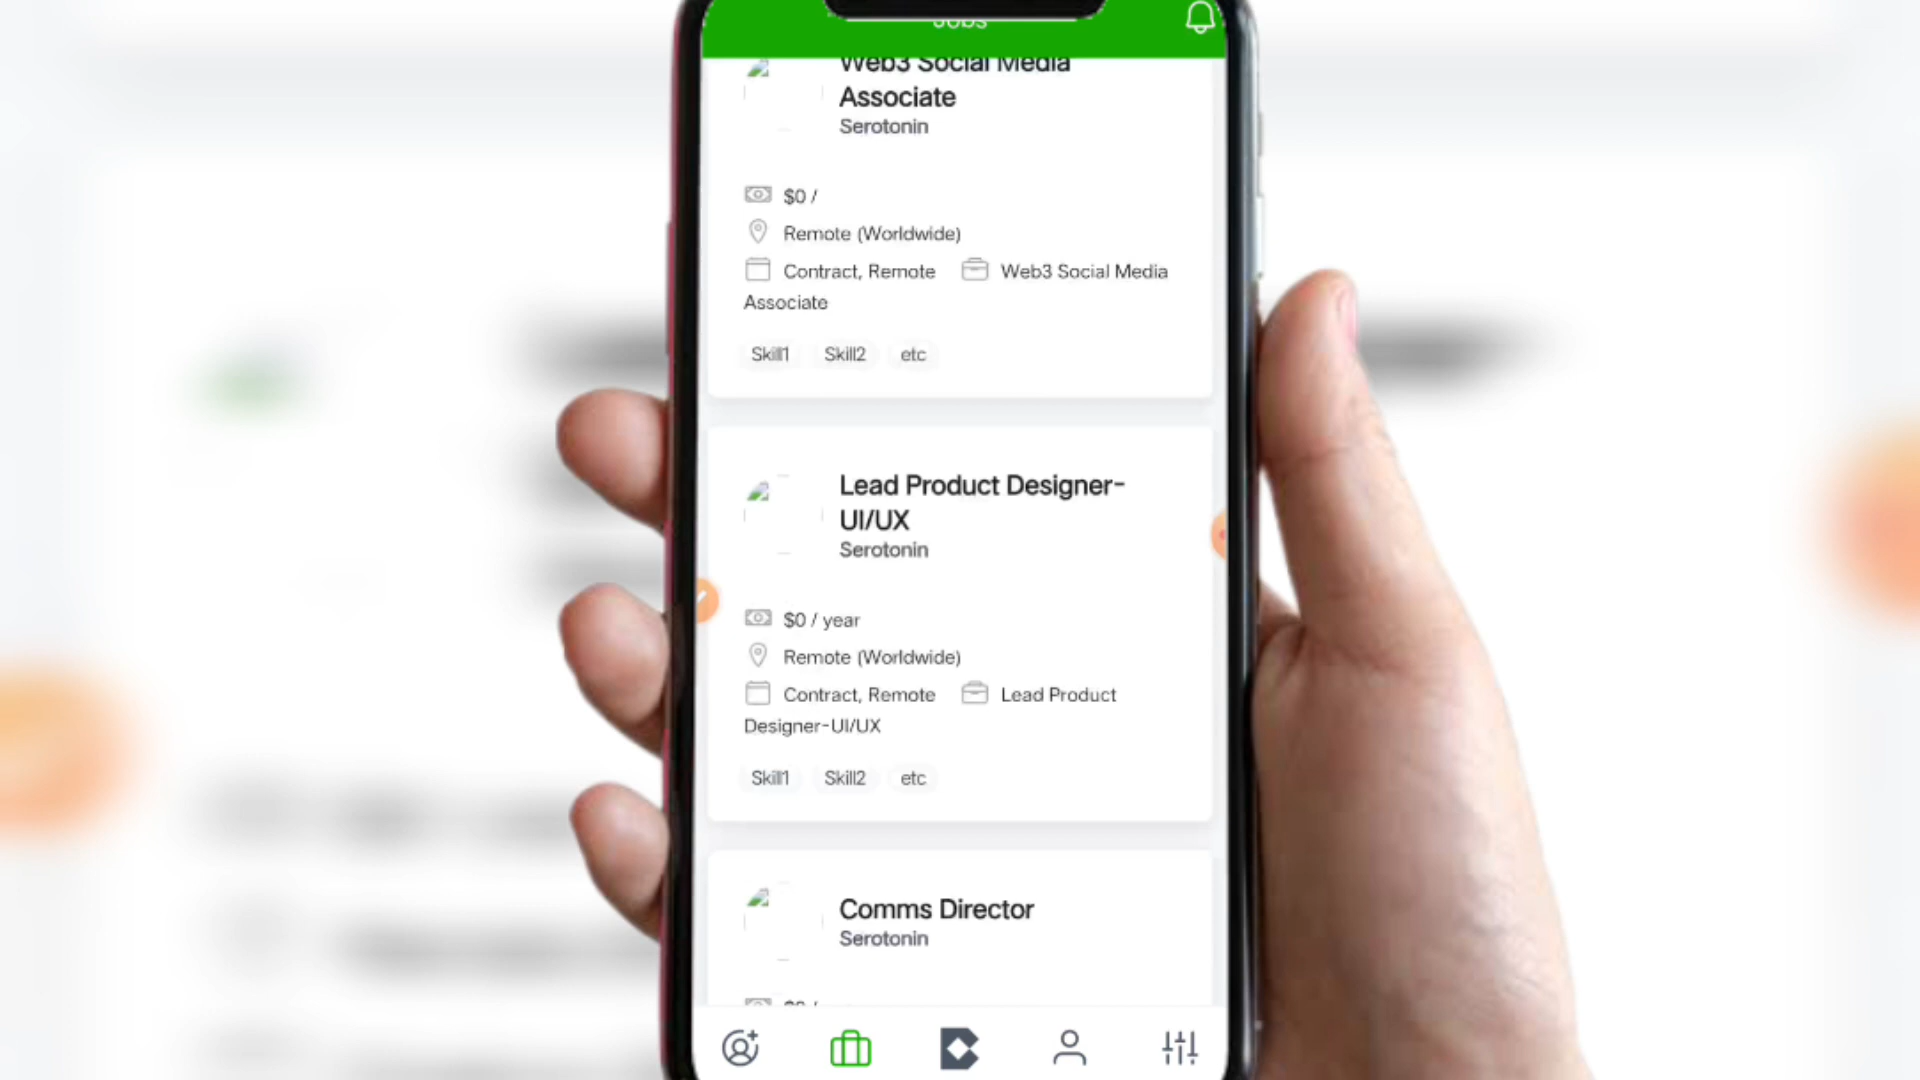 Jobs
Web3 Social Media
Associate
Serotonin
$0 /
Remote (Worldwide)
Contract, Remote Web3 Social Media
Associate
Skill1 Skill2 etc
Lead Product Designer-
UI/UX
Serotonin
$0 / year
Remote (Worldwide)
Contract, Remote Lead Product
Designer-UI/UX
Skill1 Skill2 etc
Comms Director
Serotonin